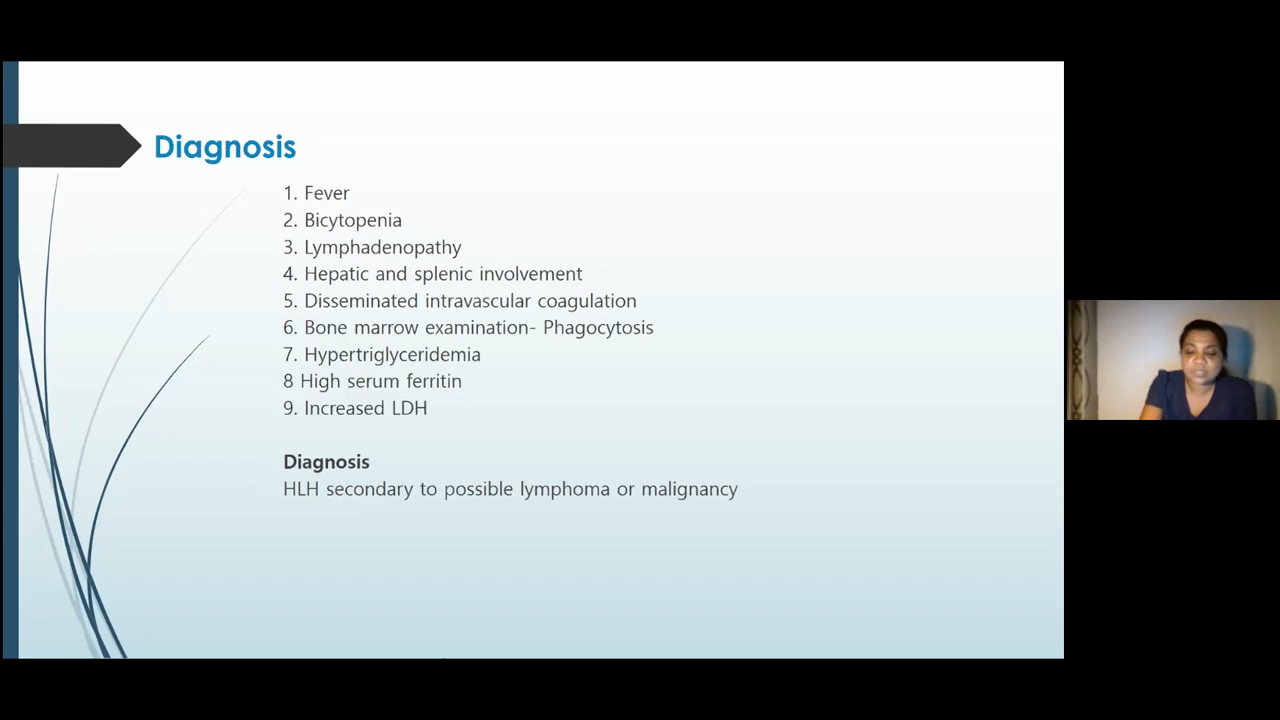 Diagnosis
1. Fever
2. Bicytopenia
3. Lymphadenopathy
4. Hepatic and splenic involvement
5. Disseminated intravascular coagulation
6. Bone marrow examination- Phagocytosis
7. Hypertriglyceridemia
8 High serum ferritin
9. Increased LDH
Diagnosis
HLH secondary to possible lymphoma or malignancy